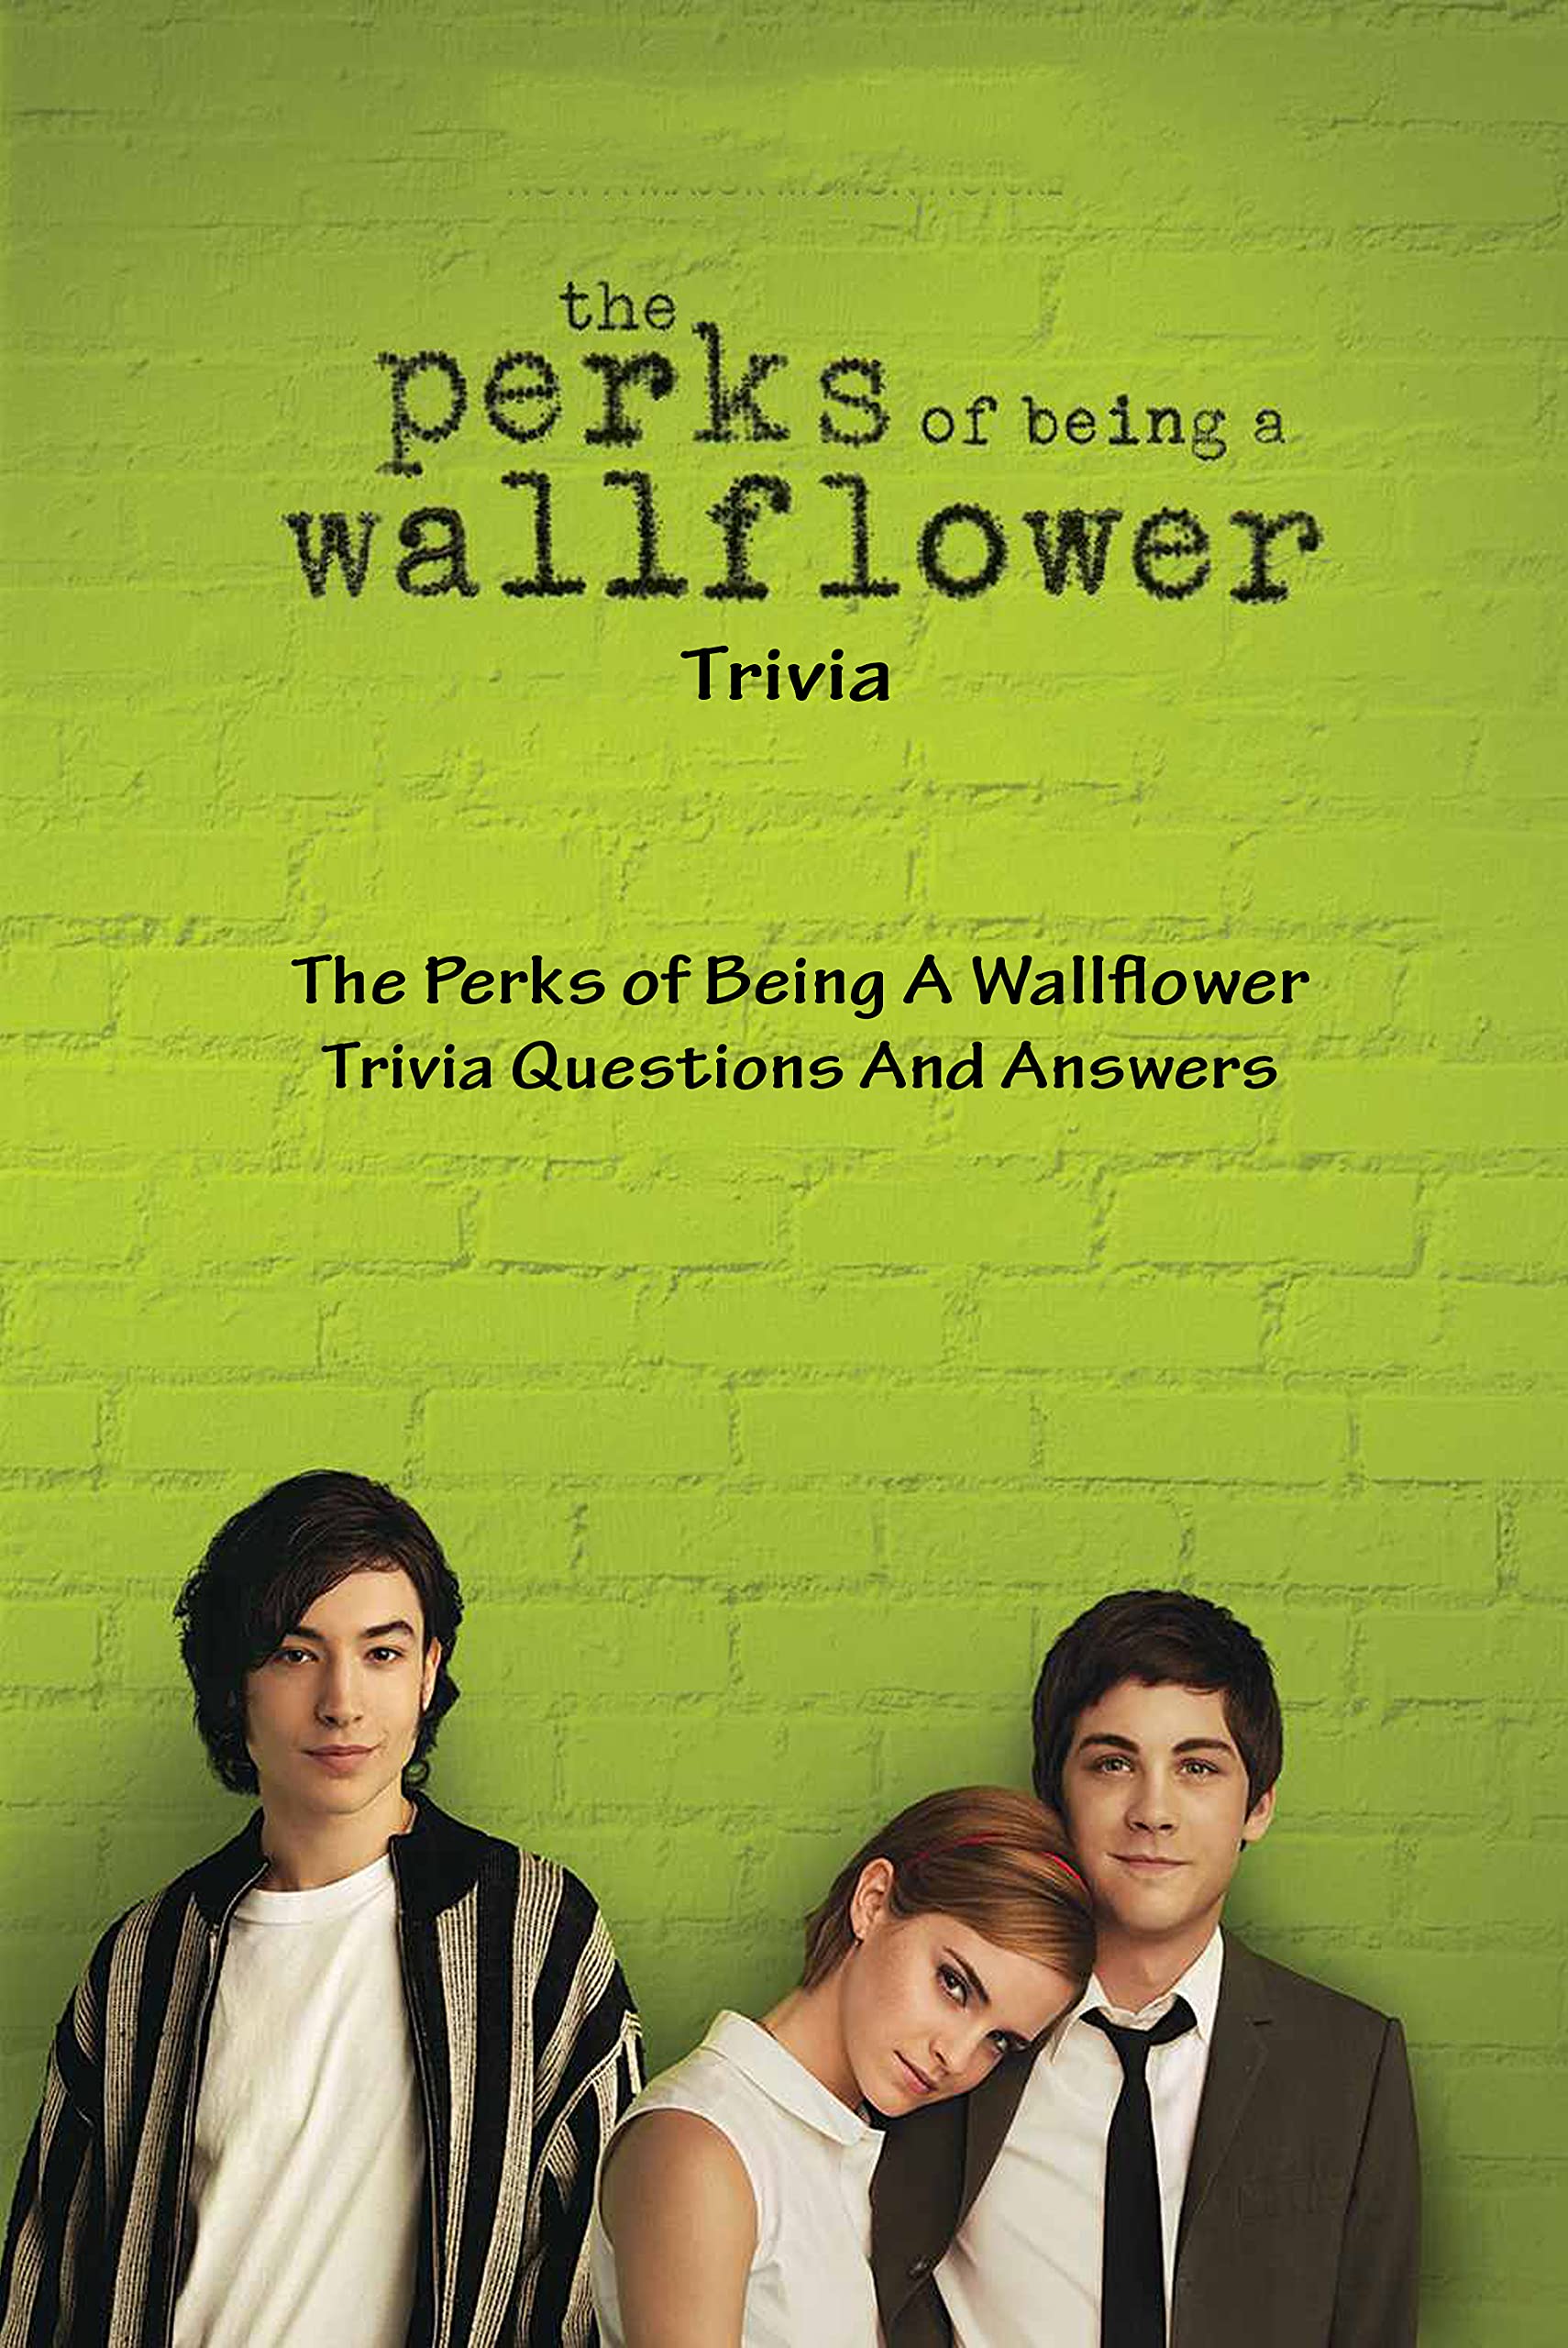 the
perks of being a
wallflower
Trivia
The Perks of Being A Wallflower
Trivia Questions And Answers